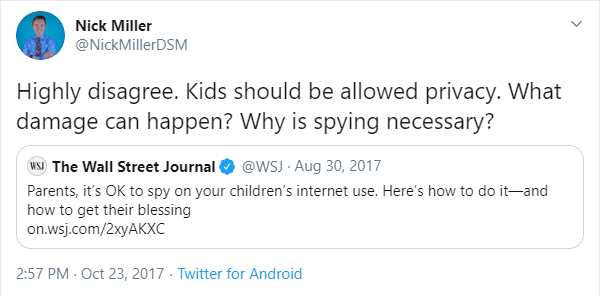 Nick Miller
@NickMillerDSM
Highly disagree. Kids should be allowed privacy. What
damage can happen? Why is spying necessary?
WSJ The Wall Street Journal @WSJ · Aug 30, 2017
Parents, it's OK to spy on your children's internet use. Here's how to do it—and
how to get their blessing
on.wsj.com/2xyAKXC
2:57 PM · Oct 23, 2017 · Twitter for Android